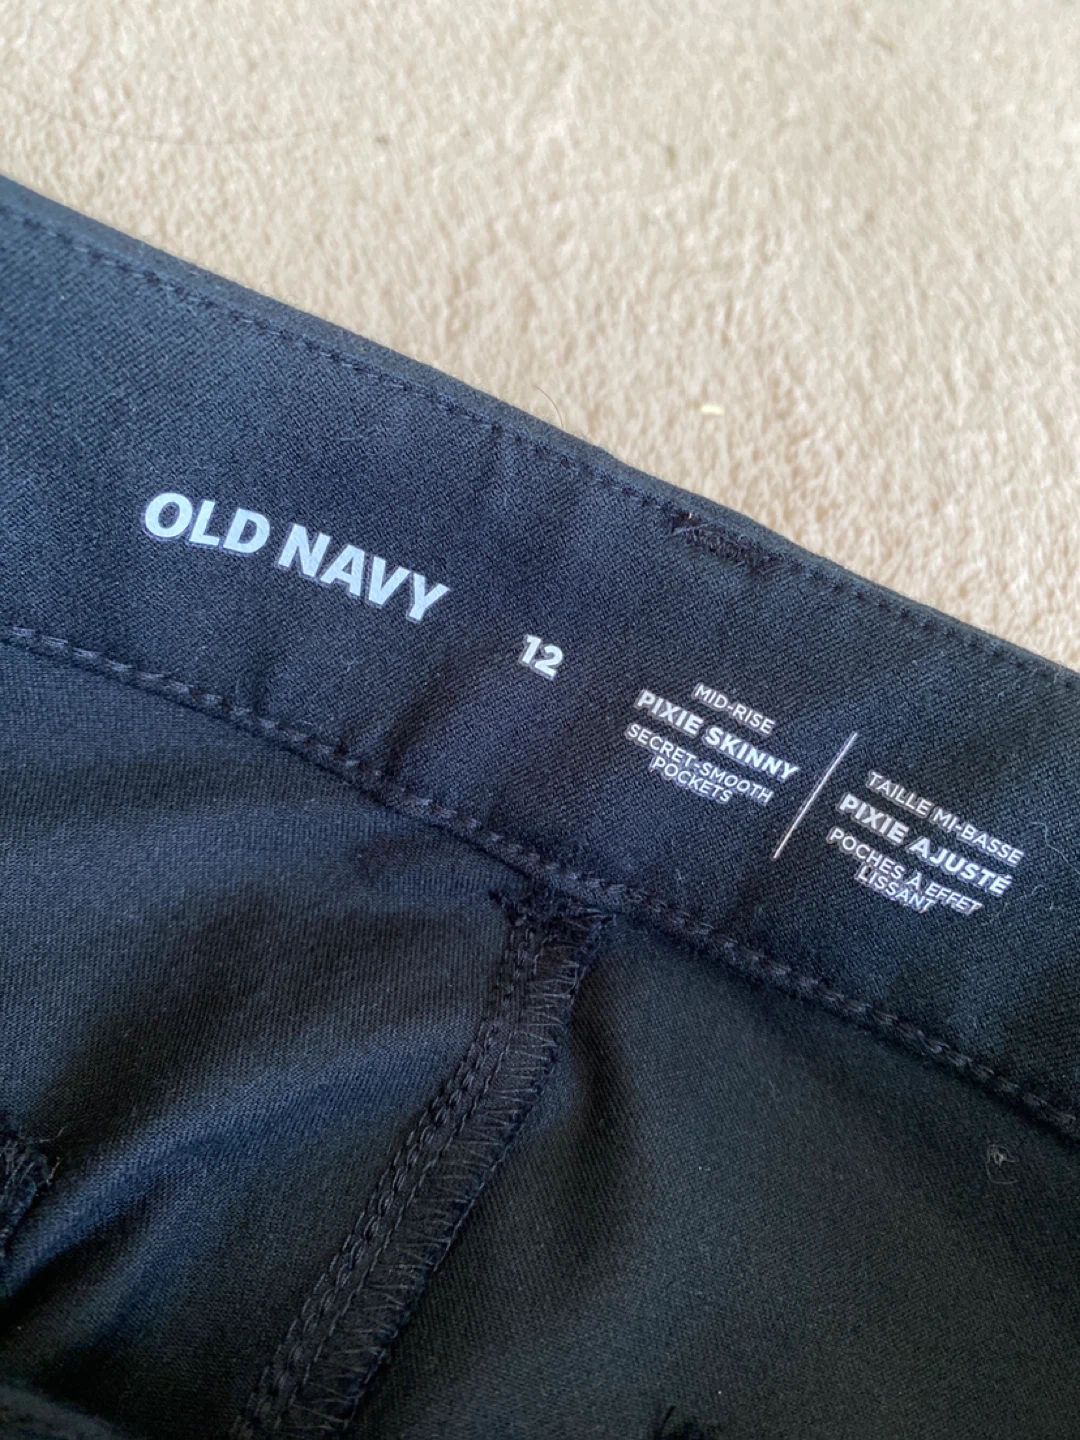 OLD NAVY
12
MID-RISE
PIXIE SKINNY
SECRET-SMOOTH
POCKETS
TAILLE MI-BASSE
PIXIE AJUSTÉ
POCHES À EFFET
LISSANT